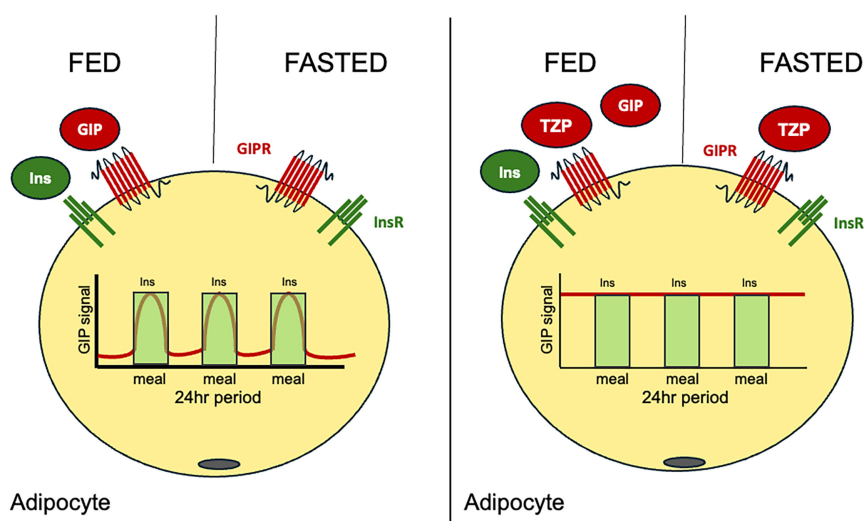 FED
FASTED
GIP
GIPR
Ins
InsR
GIP signal
Ins
Ins
Ins
meal
meal
meal
24hr period
Adipocyte
FED
FASTED
TZP
GIP
TZP
GIPR
Ins
InsR
GIP signal
Ins
Ins
Ins
meal
meal
meal
24hr period
Adipocyte